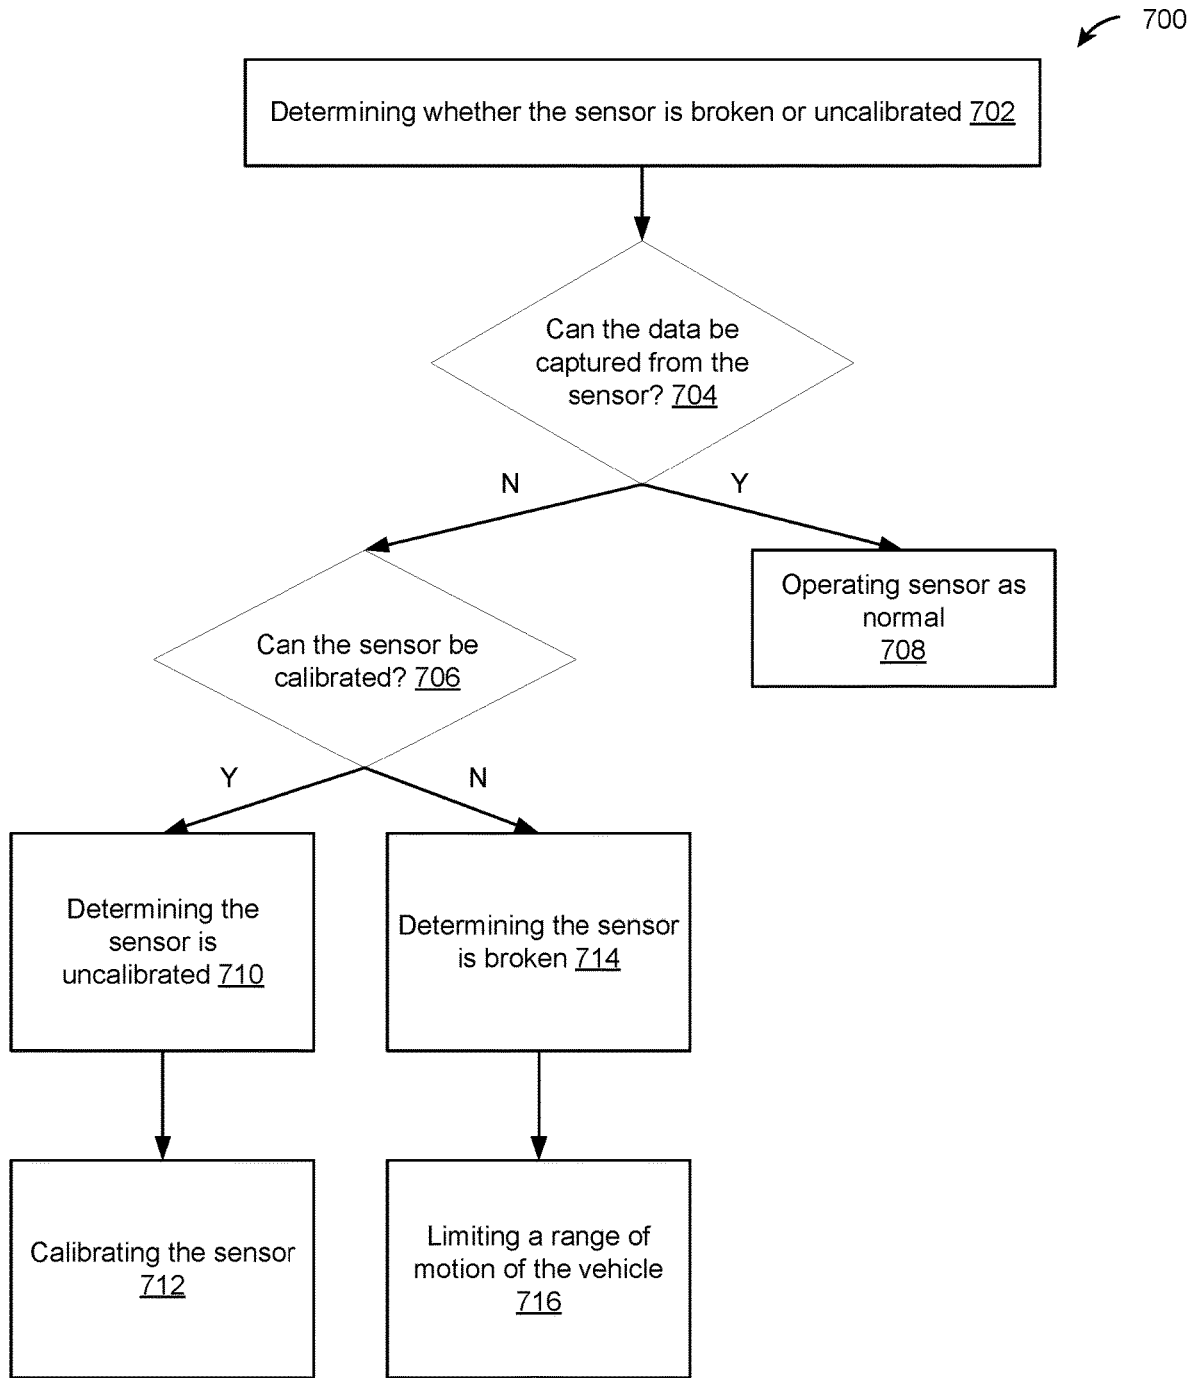 700
Determining whether the sensor is broken or uncalibrated 702
Can the data be
captured from the
sensor? 704
N
Y
Operating sensor as
normal
708
Can the sensor be
calibrated? 706
Y
N
Determining the
sensor is
uncalibrated 710
Determining the sensor
is broken 714
Calibrating the sensor
712
Limiting a range of
motion of the vehicle
716